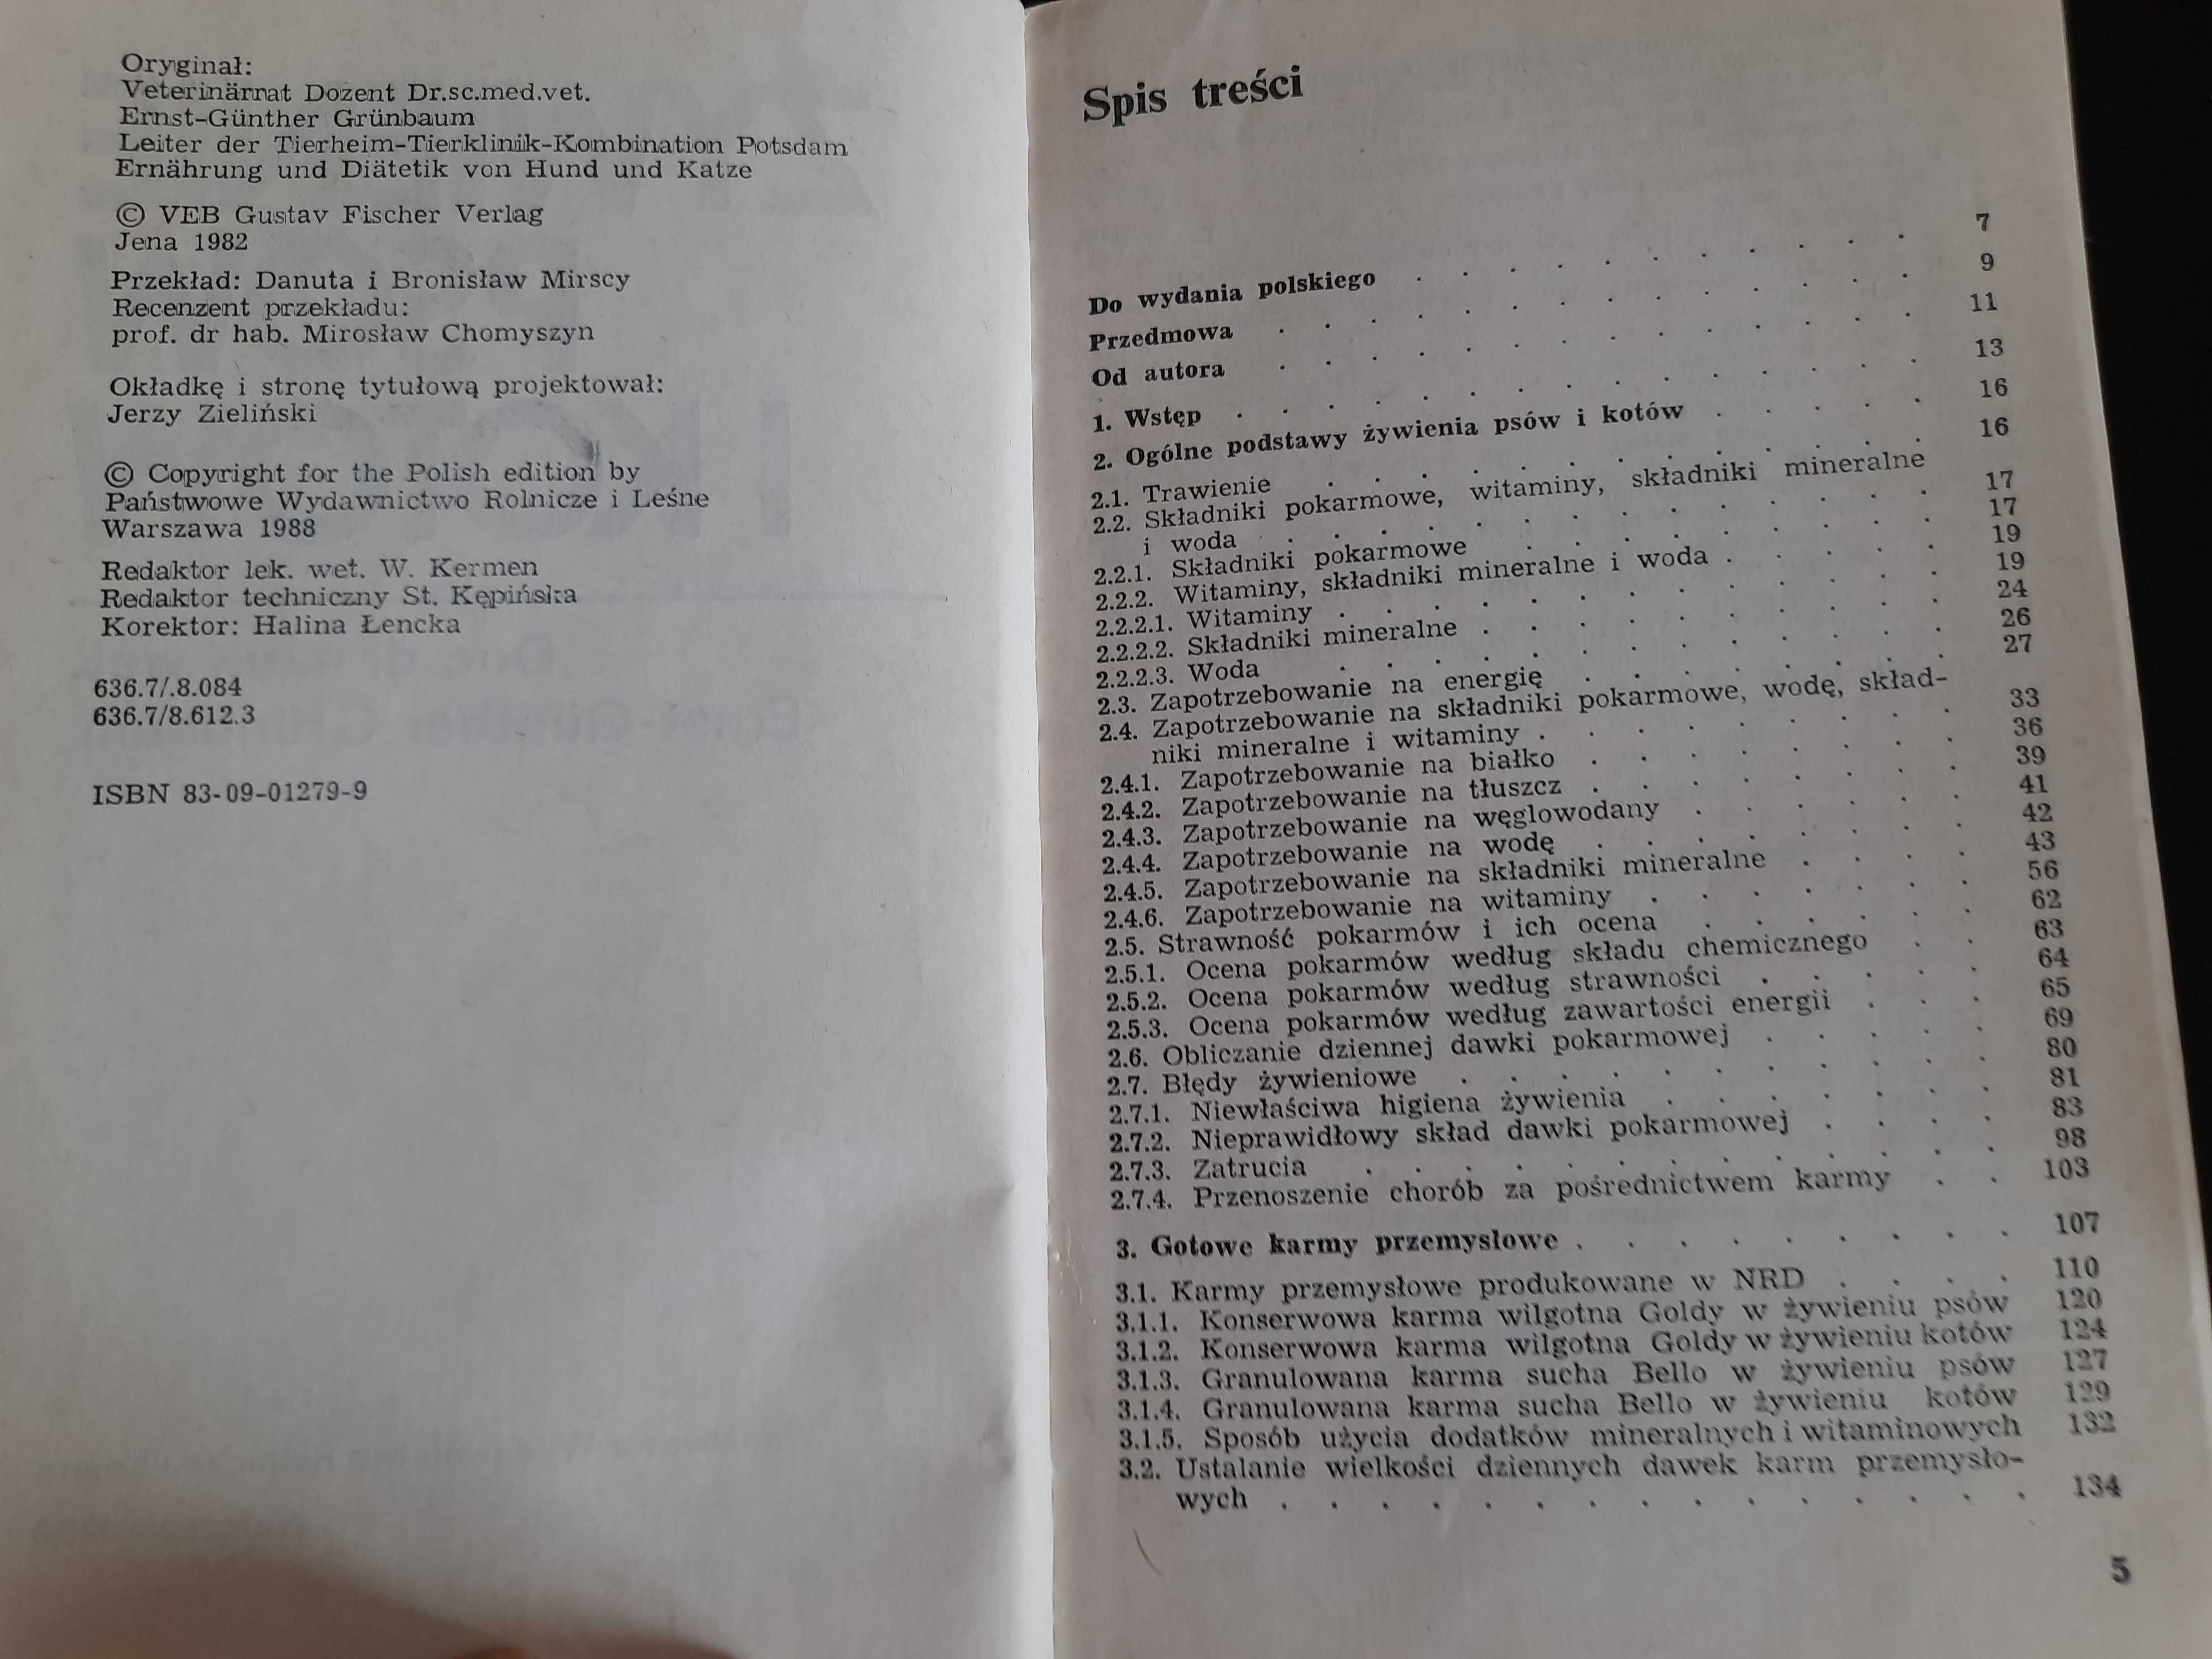 Oryginał:
Veterinärrat Dozent Dr.sc.med.vet.
Ernst-Günther Grünbaum
Leiter der Tierheim-Tierklinik-Kombination Potsdam
Ernährung und Diätetik von Hund und Katze
© VEB Gustav Fischer Verlag
Jena 1982
Przekład: Danuta i Bronisław Mirscy
Recenzent przekładu:
prof. dr hab. Mirosław Chomyszyn
Okładkę i stronę tytułową projektował:
Jerzy Zieliński
© Copyright for the Polish edition by
Państwowe Wydawnictwo Rolnicze i Leśne
Warszawa 1988
Redaktor lek. wet. W. Kermen
Redaktor techniczny St. Kępińska
Korektor: Halina Łencka
636.7/.8.084
636.7/8.612.3
ISBN 83-09-01279-9
Spis treści
Do wydania polskiego . . . . . . . . . . . 7
Przedmowa . . . . . . . . . . . . . . 9
Od autora . . . . . . . . . . . . . . 11
1. Wstęp . . . . . . . . . . . . . . . 13
2. Ogólne podstawy żywienia psów i kotów . . . . . 16
2.1. Trawienie . . . . . . . . . . . . . 16
2.2. Składniki pokarmowe, witaminy, składniki mineralne
i woda . . . . . . . . . . . . . . 17
2.2.1. Składniki pokarmowe . . . . . . . . . 17
2.2.2. Witaminy, składniki mineralne i woda . . . . . 19
2.2.2.1. Witaminy . . . . . . . . . . . . . 19
2.2.2.2. Składniki mineralne . . . . . . . . . . 24
2.2.2.3. Woda . . . . . . . . . . . . . 26
2.3. Zapotrzebowanie na energię . . . . . . . . 27
2.4. Zapotrzebowanie na składniki pokarmowe, wodę, skład-
niki mineralne i witaminy . . . . . . . . . 33
2.4.1. Zapotrzebowanie na białko . . . . . . . . 36
2.4.2. Zapotrzebowanie na tłuszcz . . . . . . . . 39
2.4.3. Zapotrzebowanie na węglowodany . . . . . . 41
2.4.4. Zapotrzebowanie na wodę . . . . . . . . 42
2.4.5. Zapotrzebowanie na składniki mineralne . . . . 43
2.4.6. Zapotrzebowanie na witaminy . . . . . . . 56
2.5. Strawność pokarmów i ich ocena . . . . . . 62
2.5.1. Ocena pokarmów według składu chemicznego . . 63
2.5.2. Ocena pokarmów według strawności . . . . . 64
2.5.3. Ocena pokarmów według zawartości energii . . . 65
2.6. Obliczanie dziennej dawki pokarmowej . . . . . 69
2.7. Błędy żywieniowe . . . . . . . . . . . 80
2.7.1. Niewłaściwa higiena żywienia . . . . . . . 81
2.7.2. Nieprawidłowy skład dawki pokarmowej . . . . 83
2.7.3. Zatrucia . . . . . . . . . . . . . 98
2.7.4. Przenoszenie chorób za pośrednictwem karmy . . 103
3. Gotowe karmy przemysłowe . . . . . . . . . 107
3.1. Karmy przemysłowe produkowane w NRD . . . . 110
3.1.1. Konserwowa karma wilgotna Goldy w żywieniu psów 120
3.1.2. Konserwowa karma wilgotna Goldy w żywieniu kotów 124
3.1.3. Granulowana karma sucha Bello w żywieniu psów 127
3.1.4. Granulowana karma sucha Bello w żywieniu kotów 129
3.1.5. Sposób użycia dodatków mineralnych i witaminowych 132
3.2. Ustalanie wielkości dziennych dawek karm przemysło-
wych . . . . . . . . . . . . . . . 134
5